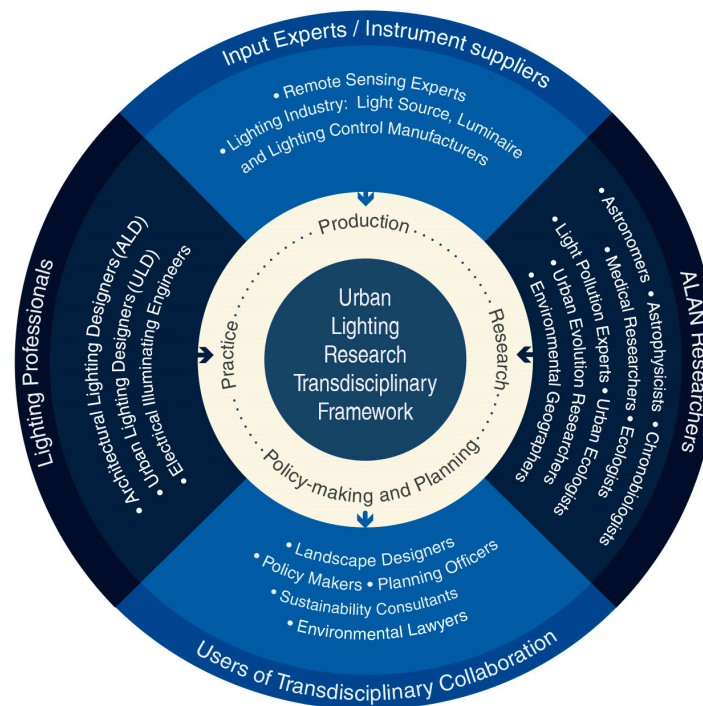 Input Experts / Instrument suppliers
• Remote Sensing Experts
• Lighting Industry: Light Source, Luminaire
and Lighting Control Manufacturers
Lighting Professionals
• Architectural Lighting Designers (ALD)
• Urban Lighting Designers (ULD)
• Electrical Illuminating Engineers
Production
Practice
Research
Policy-making and Planning
Urban
Lighting
Research
Transdisciplinary
Framework
ALAN Researchers
• Astronomers • Astrophysicists • Chronobiologists
• Medical Researchers • Ecologists
• Light Pollution Experts • Urban Ecologists
• Urban Evolution Researchers
• Environmental Geographers
• Landscape Designers
• Policy Makers • Planning Officers
• Sustainability Consultants
• Environmental Lawyers
Users of Transdisciplinary Collaboration